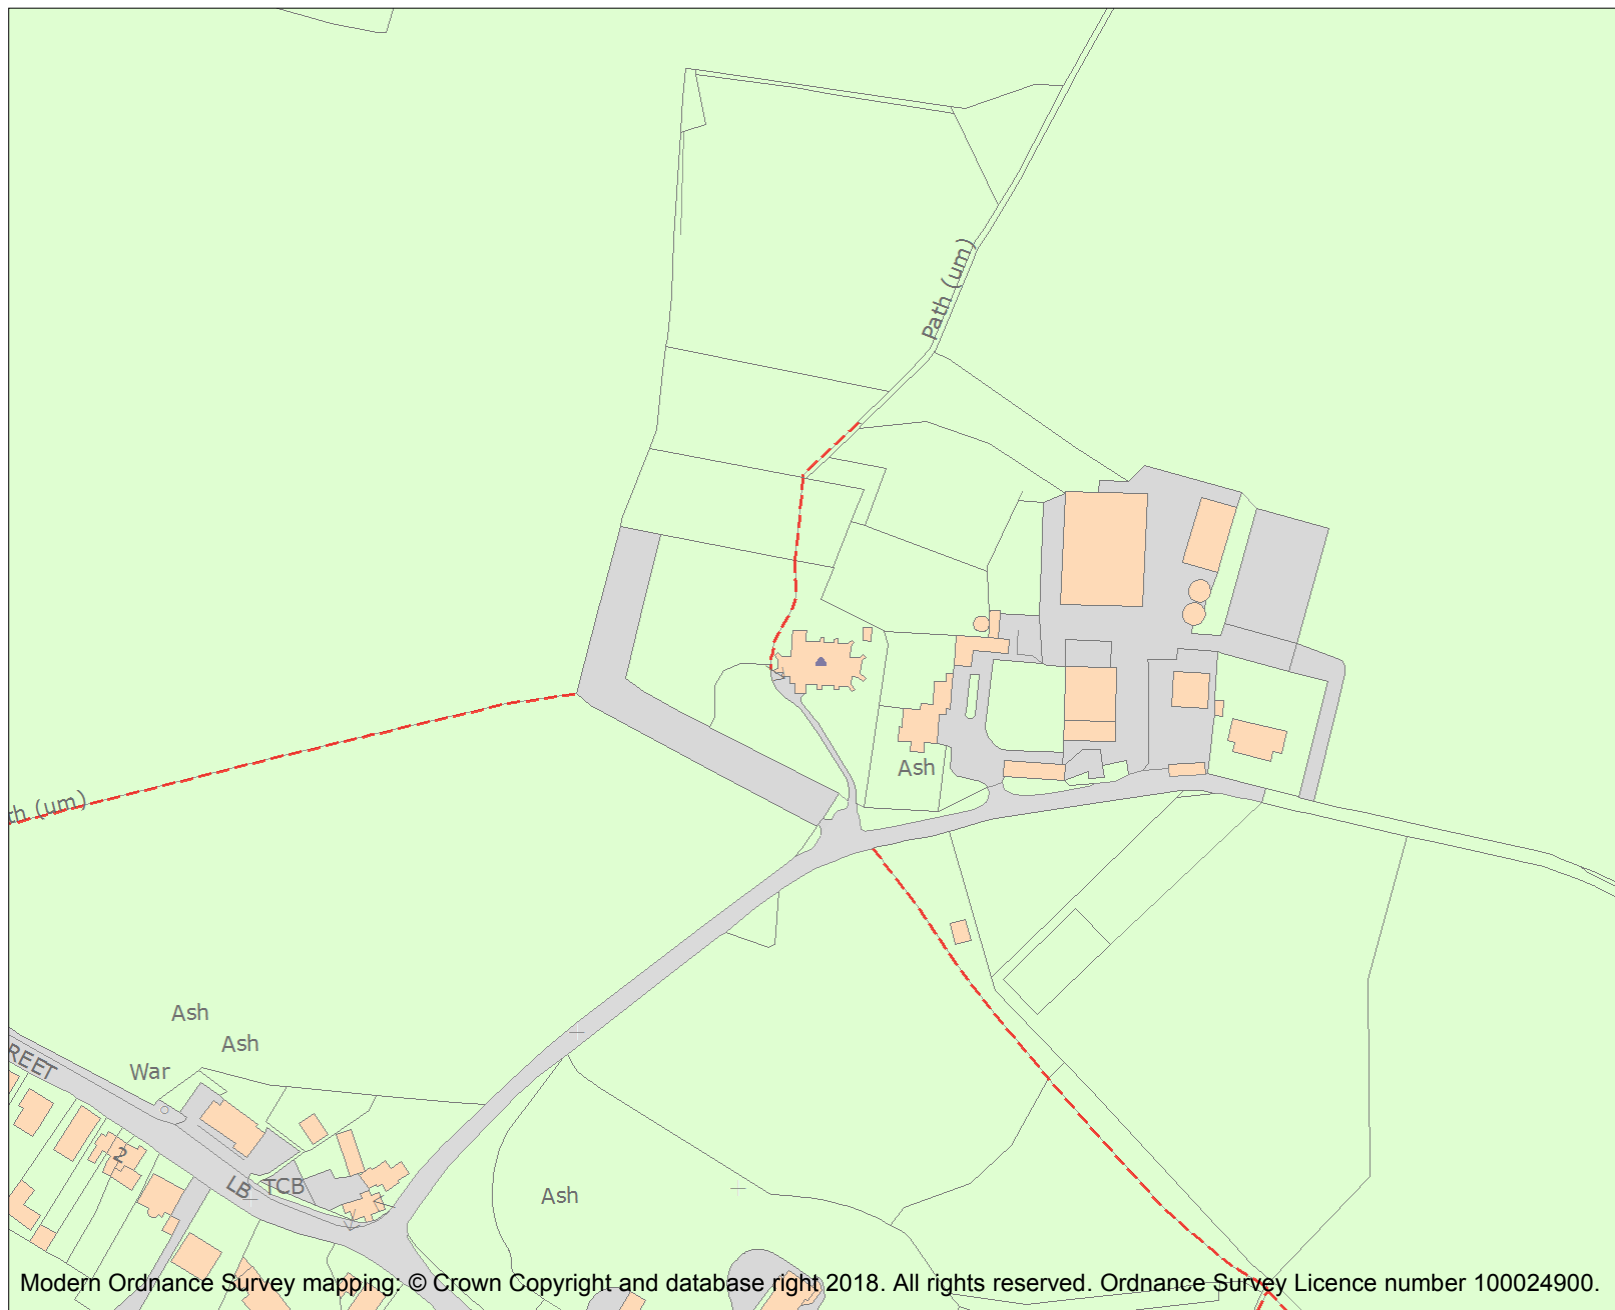 Path (um)
th (um)
Ash
Ash
Ash
War
REET
2
LB
TCB
Ash
Modern Ordnance Survey mapping: © Crown Copyright and database right 2018. All rights reserved. Ordnance Survey Licence number 100024900.